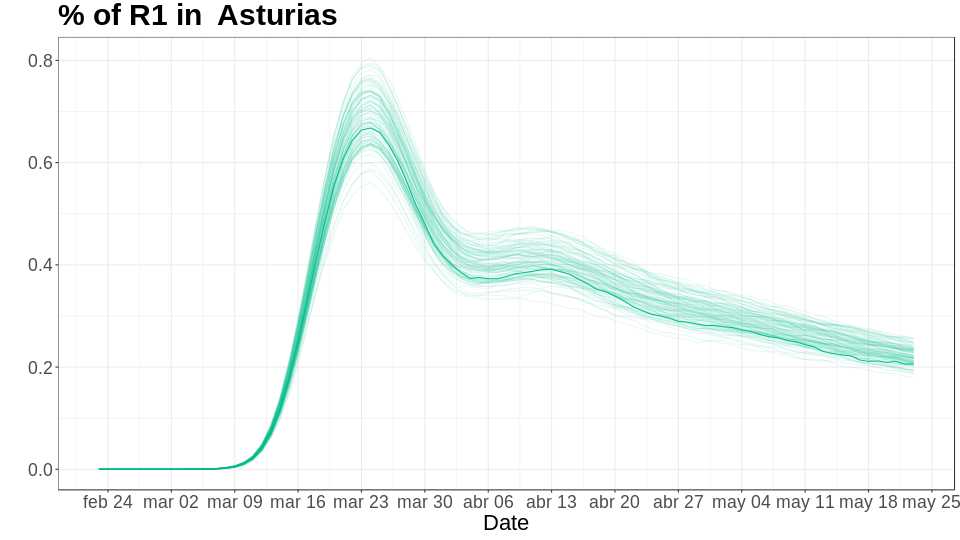 % of R1 in  Asturias
0.8
0.6
0.4
0.2
0.0
feb 24 mar 02 mar 09 mar 16 mar 23 mar 30 abr 06 abr 13 abr 20 abr 27 may 04 may 11 may 18 may 25
Date